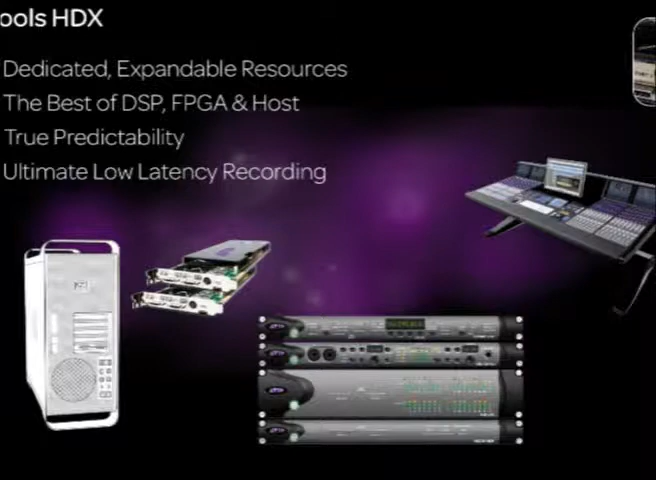 ools HDX
Dedicated, Expandable Resources
The Best of DSP, FPGA & Host
True Predictability
Ultimate Low Latency Recording